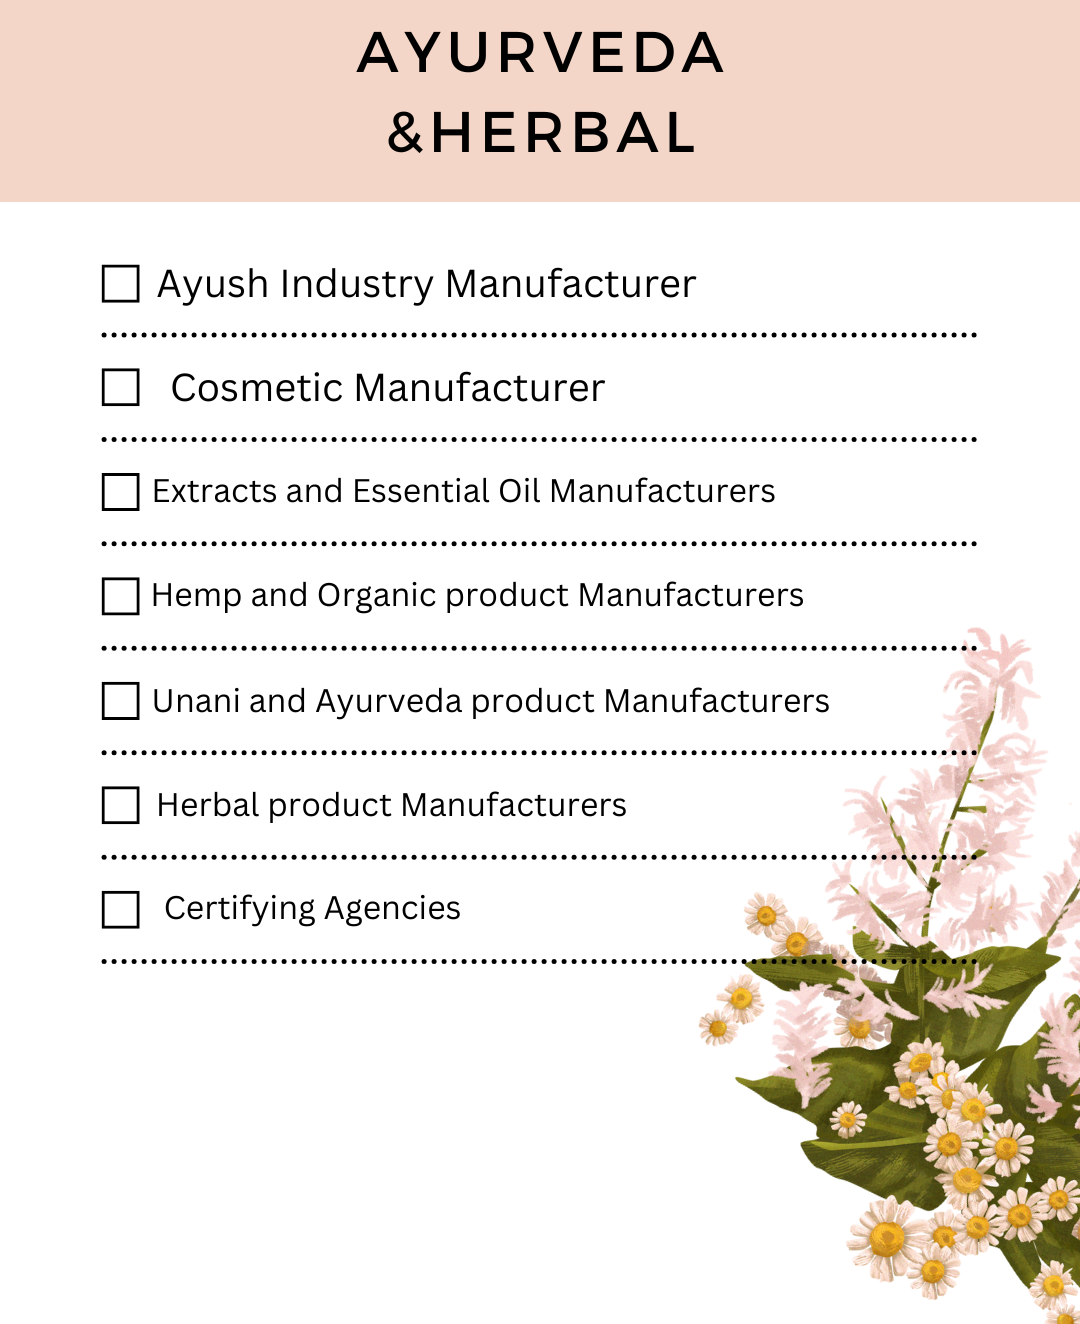 AYURVEDA
&HERBAL
Ayush Industry Manufacturer
Cosmetic Manufacturer
Extracts and Essential Oil Manufacturers
Hemp and Organic product Manufacturers
Unani and Ayurveda product Manufacturers
Herbal product Manufacturers
Certifying Agencies